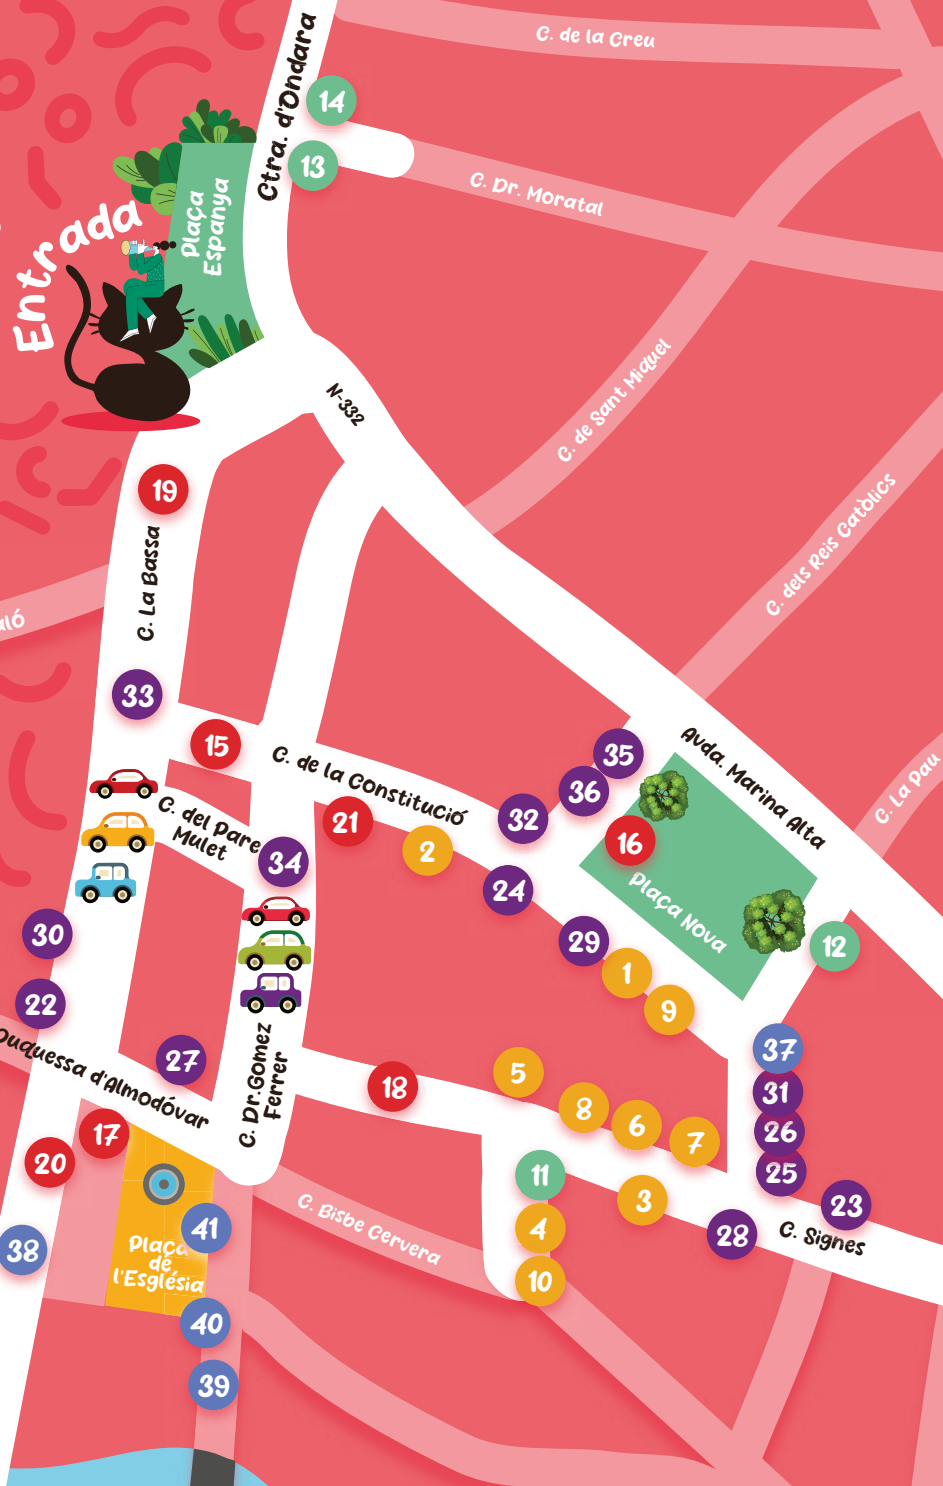 C. de la Creu
Ctra. d'Ondara
14
13
C. Dr. Moratal
Plaça
Espanya
Entrada
N-332
C. de Sant Miquel
C. dels Reis Catòlics
19
C. La Bassa
aló
33
15
C. de la Constitució
35
36
32
Avda. Marina Alta
C. La Pau
C. del Pare
Mulet
34
21
2
16
Plaça Nova
24
29
1
9
12
30
22
27
Duquessa d'Almodóvar
C. Dr.Gomez
Ferrer
18
5
8
6
7
37
31
26
25
23
C. Signes
28
3
11
4
10
17
20
38
41
Plaça
de
l'Església
C. Bisbe Cervera
40
39